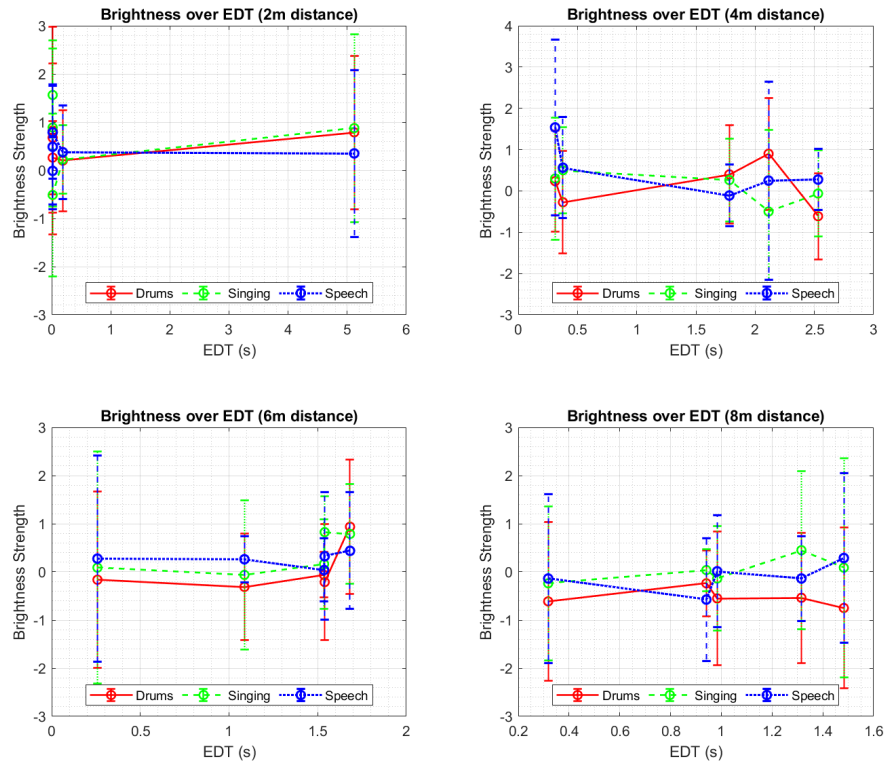 Brightness over EDT (2m distance)
3
2
1
0
-1
-2
-3
Brightness Strength
Drums Singing Speech
0 1 2 3 4 5 6
EDT (s)
Brightness over EDT (4m distance)
4
3
2
1
0
-1
-2
-3
Brightness Strength
Drums Singing Speech
0 0.5 1 1.5 2 2.5 3
EDT (s)
Brightness over EDT (6m distance)
3
2
1
0
-1
-2
-3
Brightness Strength
Drums Singing Speech
0 0.5 1 1.5 2
EDT (s)
Brightness over EDT (8m distance)
3
2
1
0
-1
-2
-3
Brightness Strength
Drums Singing Speech
0.2 0.4 0.6 0.8 1 1.2 1.4 1.6
EDT (s)